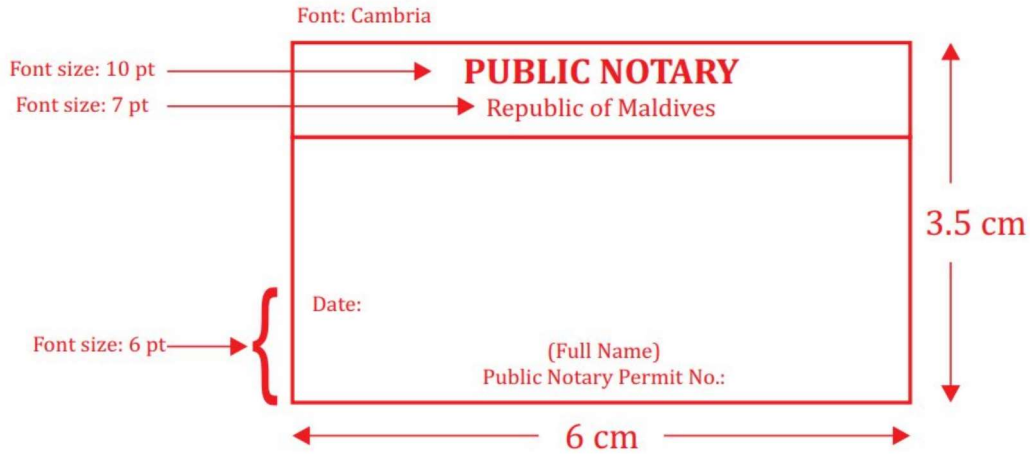 Font: Cambria
Font size: 10 pt
PUBLIC NOTARY
Font size: 7 pt
Republic of Maldives
3.5 cm
Date:
Font size: 6 pt
(Full Name)
Public Notary Permit No.:
6 cm